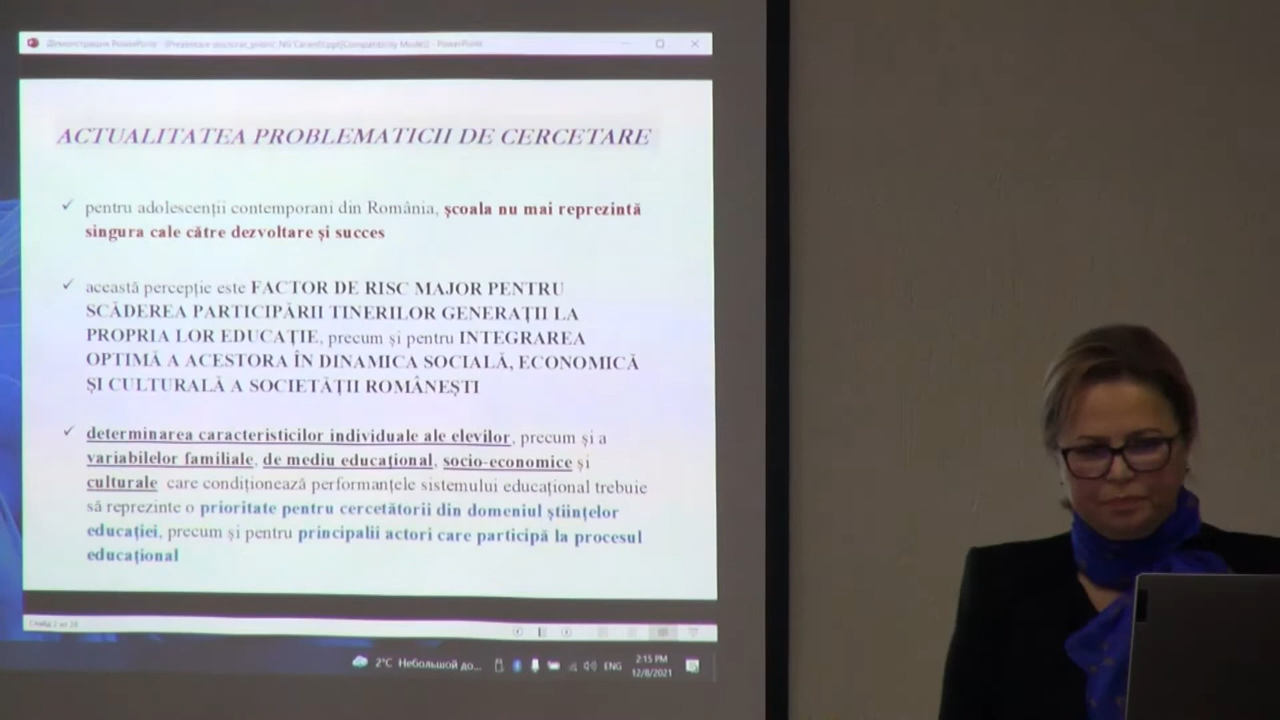 PowerPoint
ACTUALITATEA PROBLEMATICII DE CERCETARE
✓ pentru adolescenții contemporani din România, școala nu mai reprezintă
singura cale către dezvoltare și succes
✓ această percepție este FACTOR DE RISC MAJOR PENTRU
SCĂDEREA PARTICIPĂRII TINERILOR GENERAȚII LA
PROPRIA LOR EDUCAȚIE, precum și pentru INTEGRAREA
OPTIMĂ A ACESTORA ÎN DINAMICA SOCIALĂ, ECONOMICĂ
ȘI CULTURALĂ A SOCIETĂȚII ROMÂNEȘTI
✓ determinarea caracteristicilor individuale ale elevilor, precum și a
variabilelor familiale, de mediu educațional, socio-economice și
culturale care condiționează performanțele sistemului educațional trebuie
să reprezinte o prioritate pentru cercetătorii din domeniul științelor
educației, precum și pentru principalii actori care participă la procesul
educațional
2°C Небольшой до... ENG 2:15 PM
12/8/2021